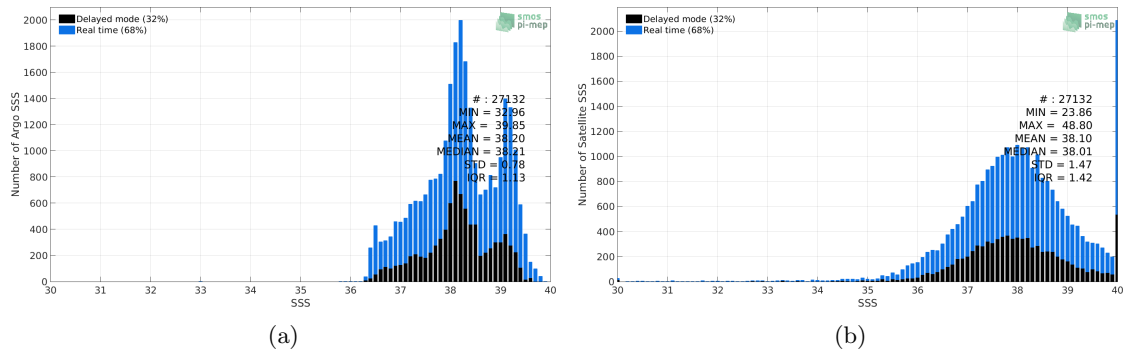 Delayed mode (32%)
Real time (68%)
smos
pi-mep
2000
1800
1600
1400
1200
1000
800
600
400
200
0
Number of Argo SSS
# : 27132
MIN = 32.96
MAX = 39.85
MEAN = 38.20
MEDIAN = 38.21
STD = 0.78
IQR = 1.13
30 31 32 33 34 35 36 37 38 39 40
SSS
(a)
Delayed mode (32%)
Real time (68%)
smos
pi-mep
2000
1800
1600
1400
1200
1000
800
600
400
200
0
Number of Satellite SSS
# : 27132
MIN = 23.86
MAX = 48.80
MEAN = 38.10
MEDIAN = 38.01
STD = 1.47
IQR = 1.42
30 31 32 33 34 35 36 37 38 39 40
SSS
(b)